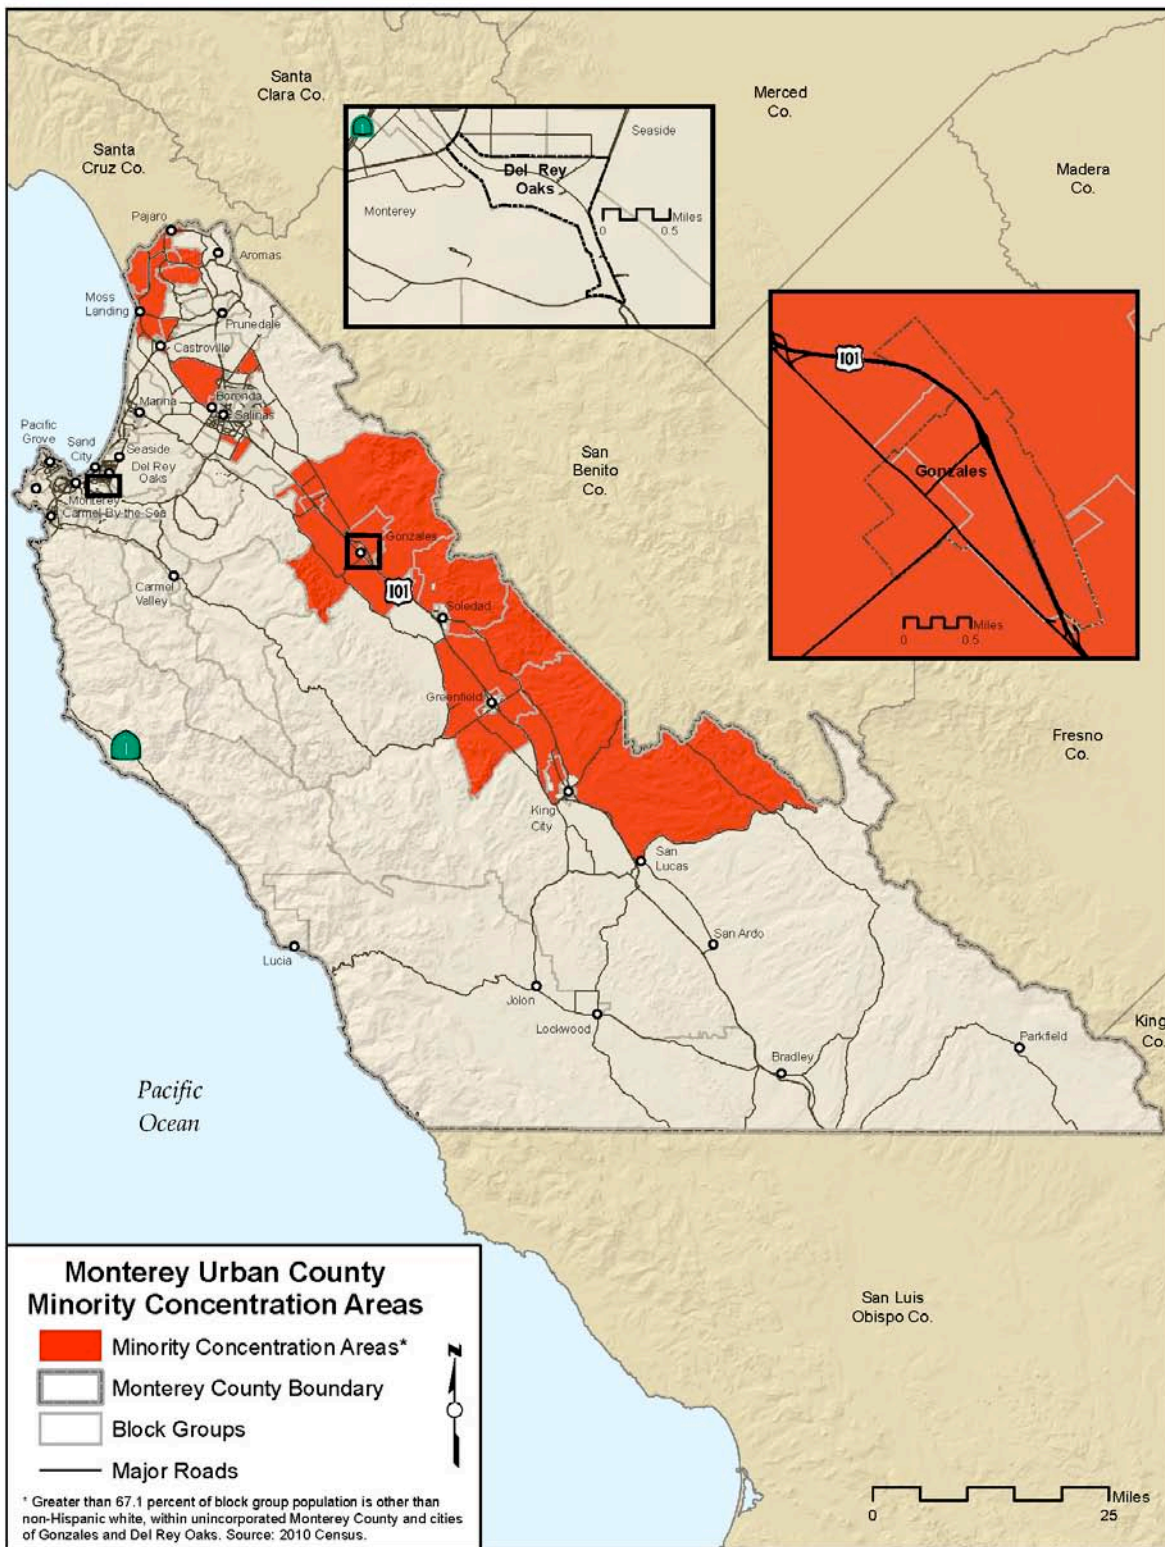 Santa
Clara Co.
Merced
Co.
Santa
Cruz Co.
Madera
Co.
1
Seaside
Del Rey
Oaks
Monterey
Miles
0 0.5
Pajaro
Aromas
Moss
Landing
Prunedale
Castroville
Boronda
Marina
Salinas
Pacific
Grove
Sand
City
Seaside
Del Rey
Oaks
Monterey
Carmel-By-the-Sea
San
Benito
Co.
101
Gonzales
Miles
0 0.5
Gonzales
Carmel
Valley
101
Soledad
Greenfield
Fresno
Co.
1
King
City
San
Lucas
San Ardo
Lucia
Jolon
Lockwood
King
Co.
Parkfield
Bradley
Pacific
Ocean
San Luis
Obispo Co.
Monterey Urban County
Minority Concentration Areas
Minority Concentration Areas*
N
Monterey County Boundary
Block Groups
Major Roads
* Greater than 67.1 percent of block group population is other than
non-Hispanic white, within unincorporated Monterey County and cities
of Gonzales and Del Rey Oaks. Source: 2010 Census.
Miles
0 25